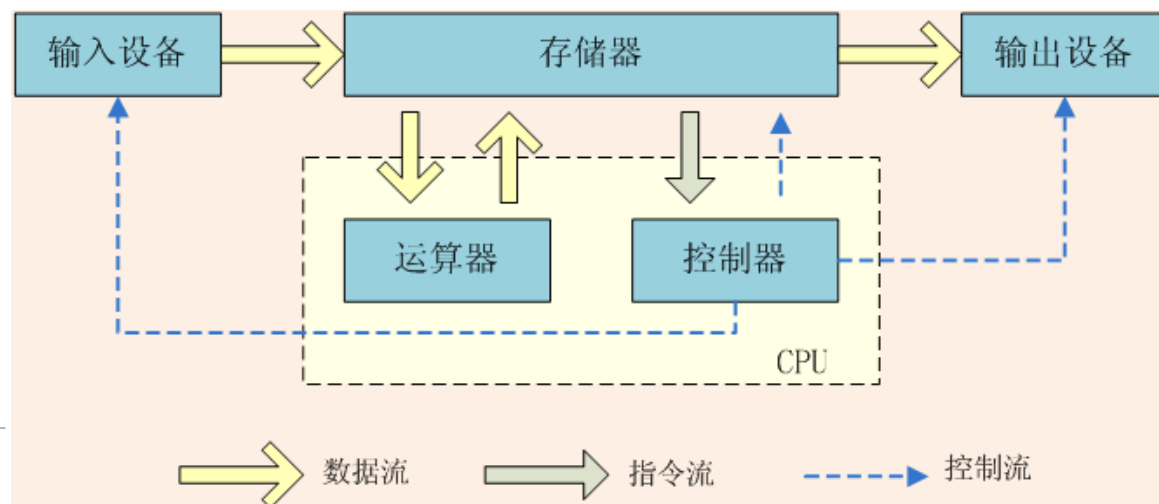 输入设备
存储器
输出设备
运算器
控制器
CPU
数据流
指令流
控制流